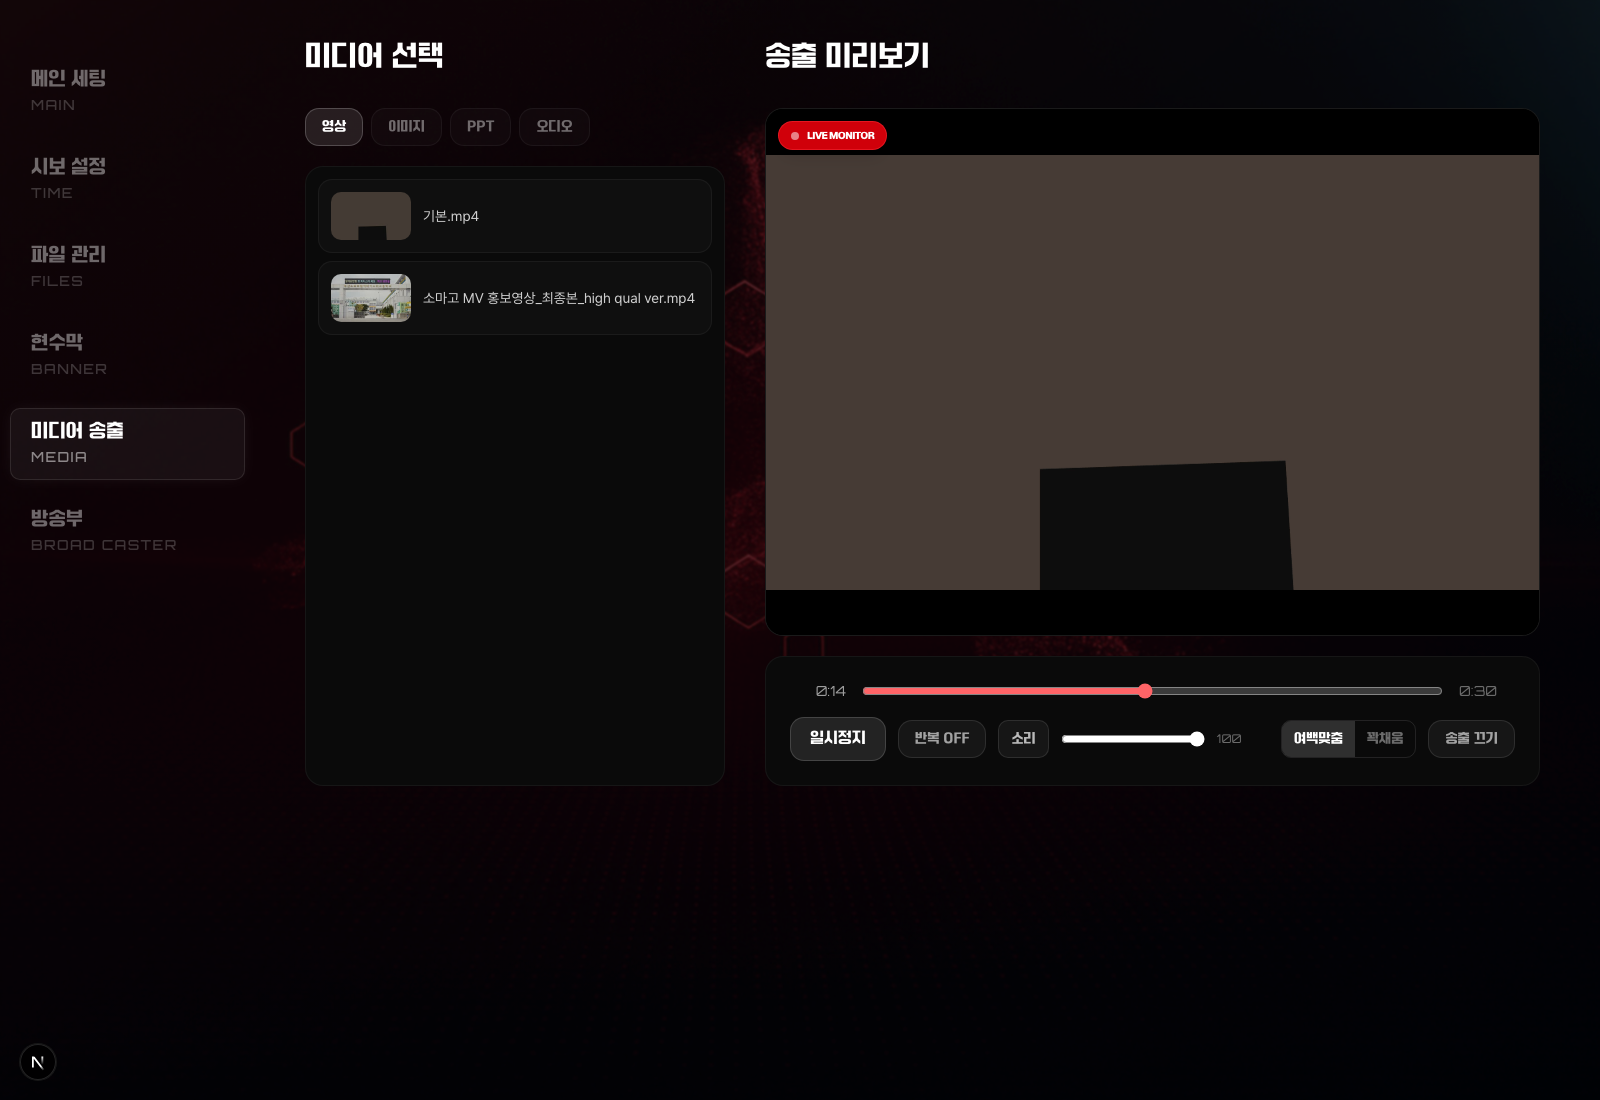 메인 세팅
MAIN
시보 설정
TIME
파일 관리
FILES
현수막
BANNER
미디어 송출
MEDIA
방송부
BROAD CASTER
미디어 선택
영상 이미지 PPT 오디오
기본.mp4
소마고 MV 홍보영상_최종본_high qual ver.mp4
송출 미리보기
LIVE MONITOR
0:14 0:30
일시정지 반복 OFF 소리 100 여백맞춤 꽉채움 송출 끄기
N